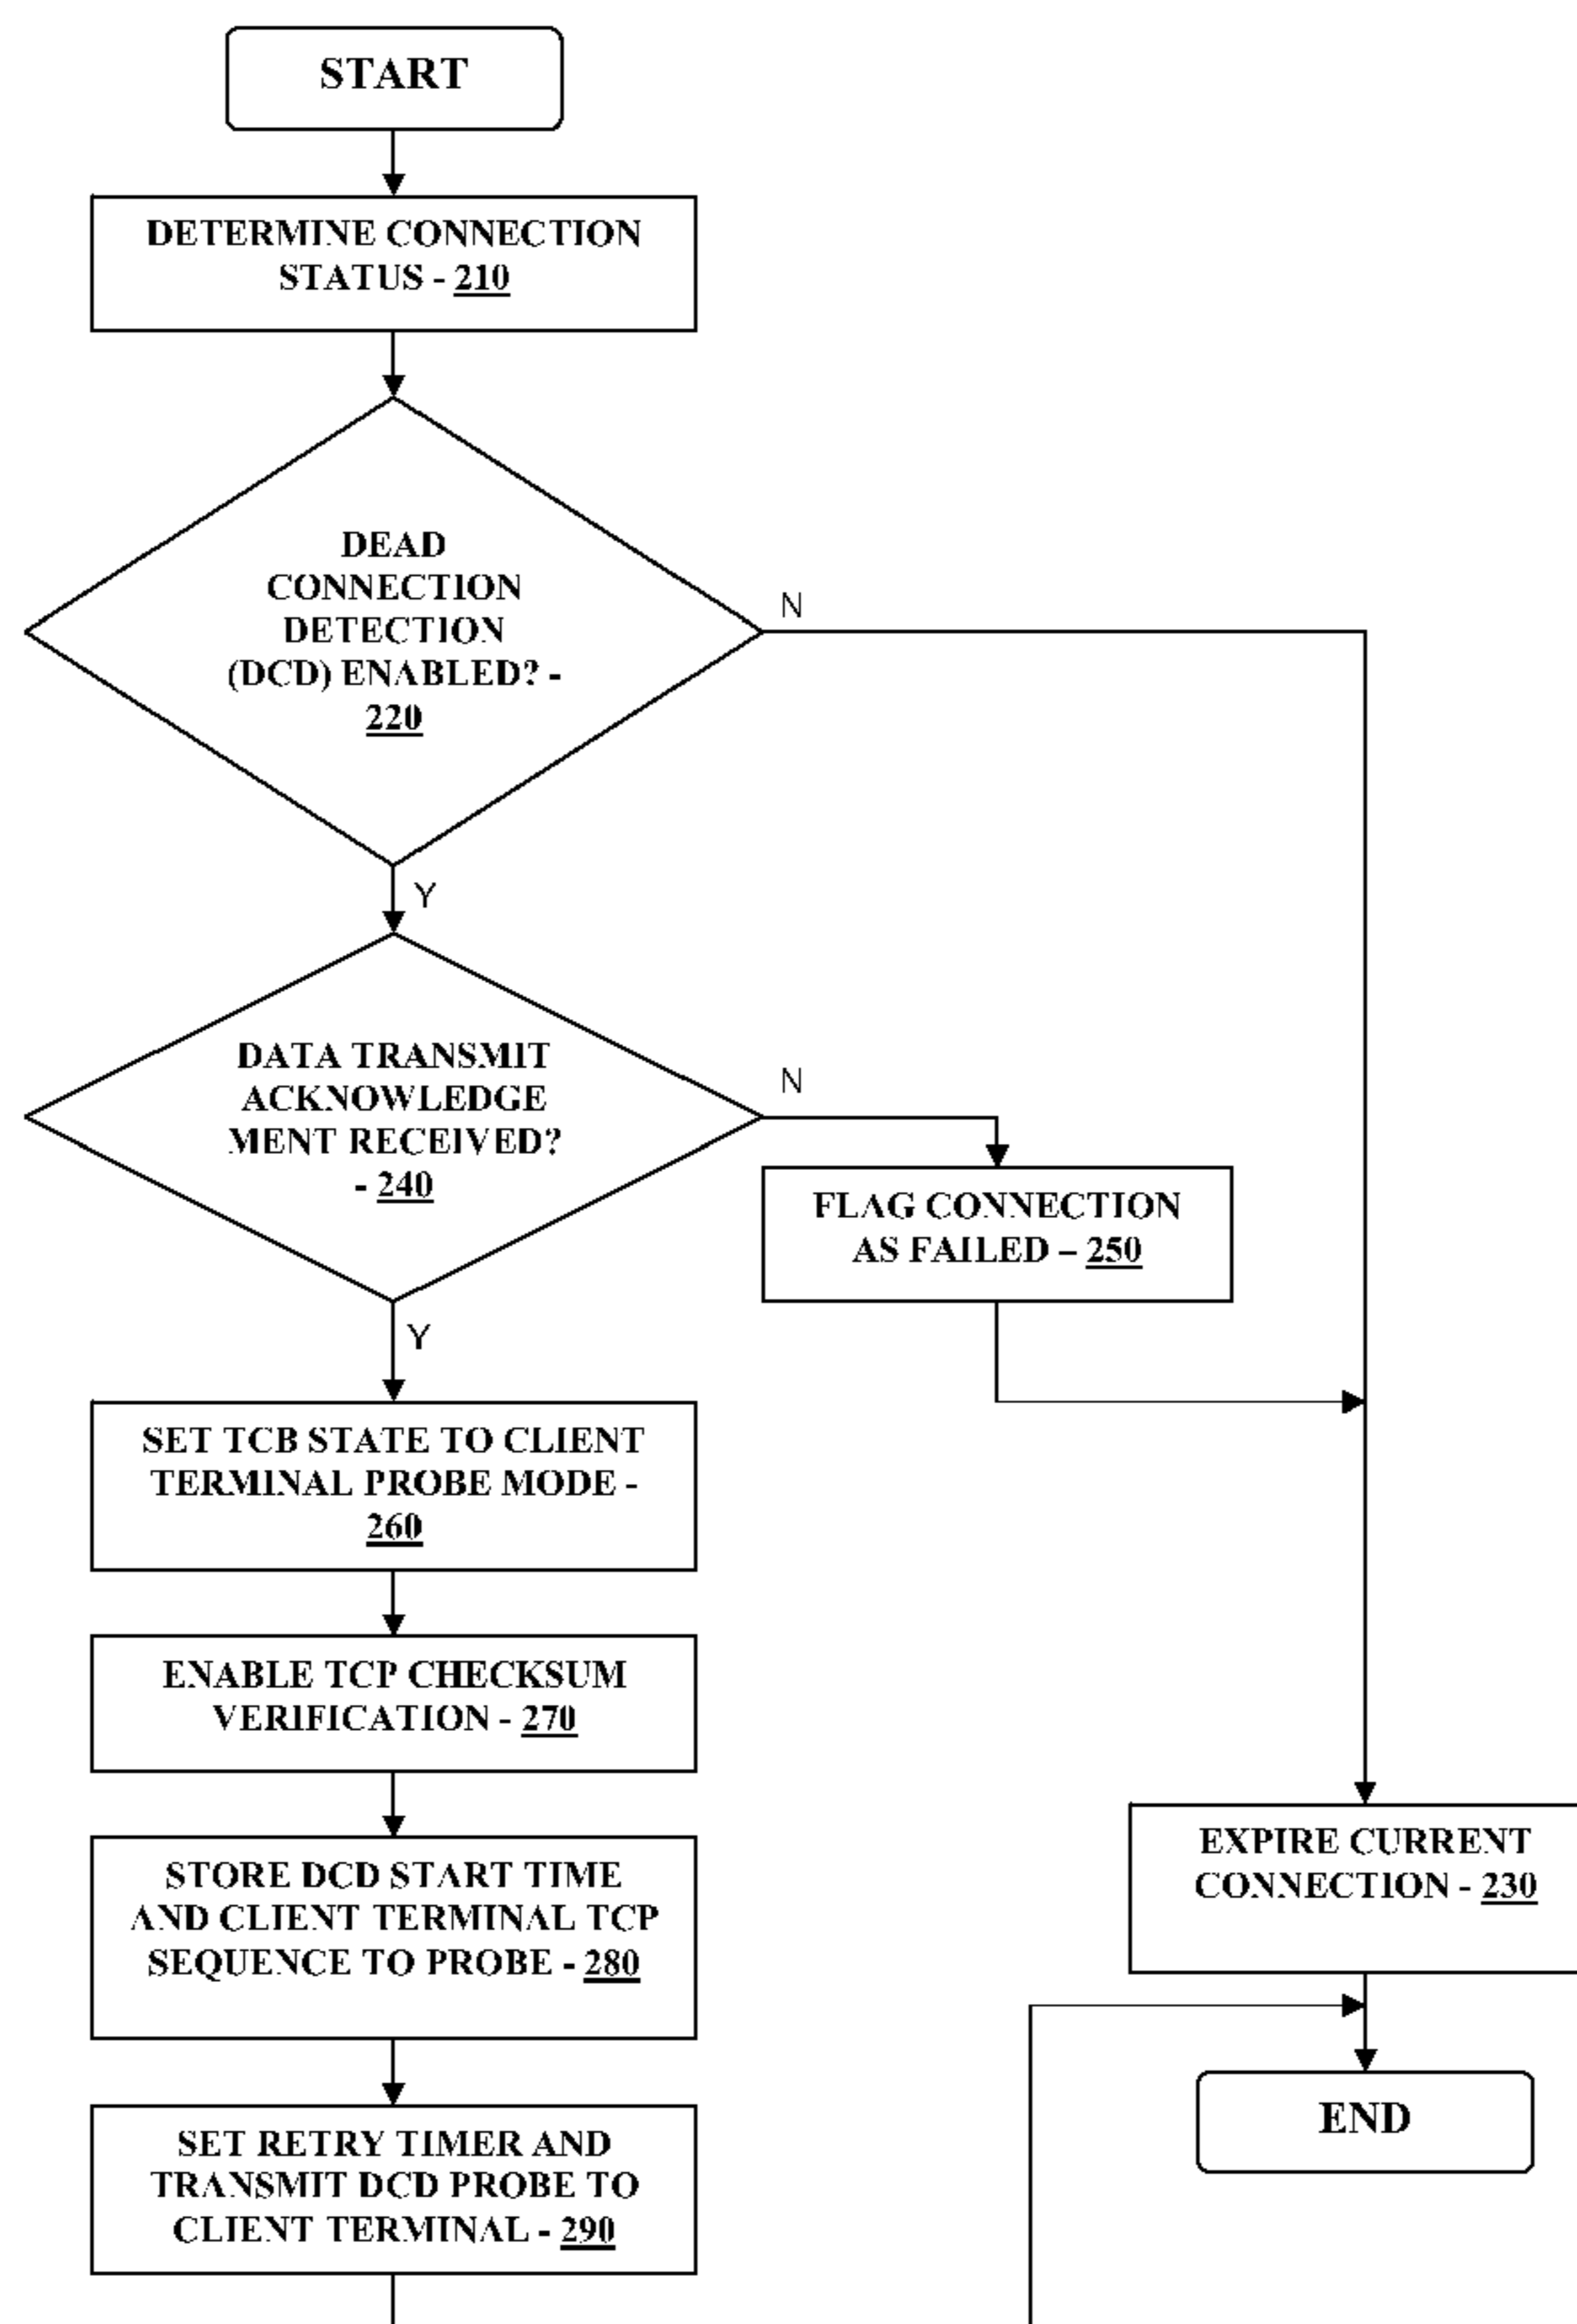 START
DETERMINE CONNECTION
STATUS - 210
DEAD
CONNECTION
DETECTION
(DCD) ENABLED? -
220
N
Y
DATA TRANSMIT
ACKNOWLEDGE
MENT RECEIVED?
- 240
N
FLAG CONNECTION
AS FAILED – 250
Y
SET TCB STATE TO CLIENT
TERMINAL PROBE MODE -
260
ENABLE TCP CHECKSUM
VERIFICATION - 270
STORE DCD START TIME
AND CLIENT TERMINAL TCP
SEQUENCE TO PROBE - 280
EXPIRE CURRENT
CONNECTION - 230
SET RETRY TIMER AND
TRANSMIT DCD PROBE TO
CLIENT TERMINAL - 290
END